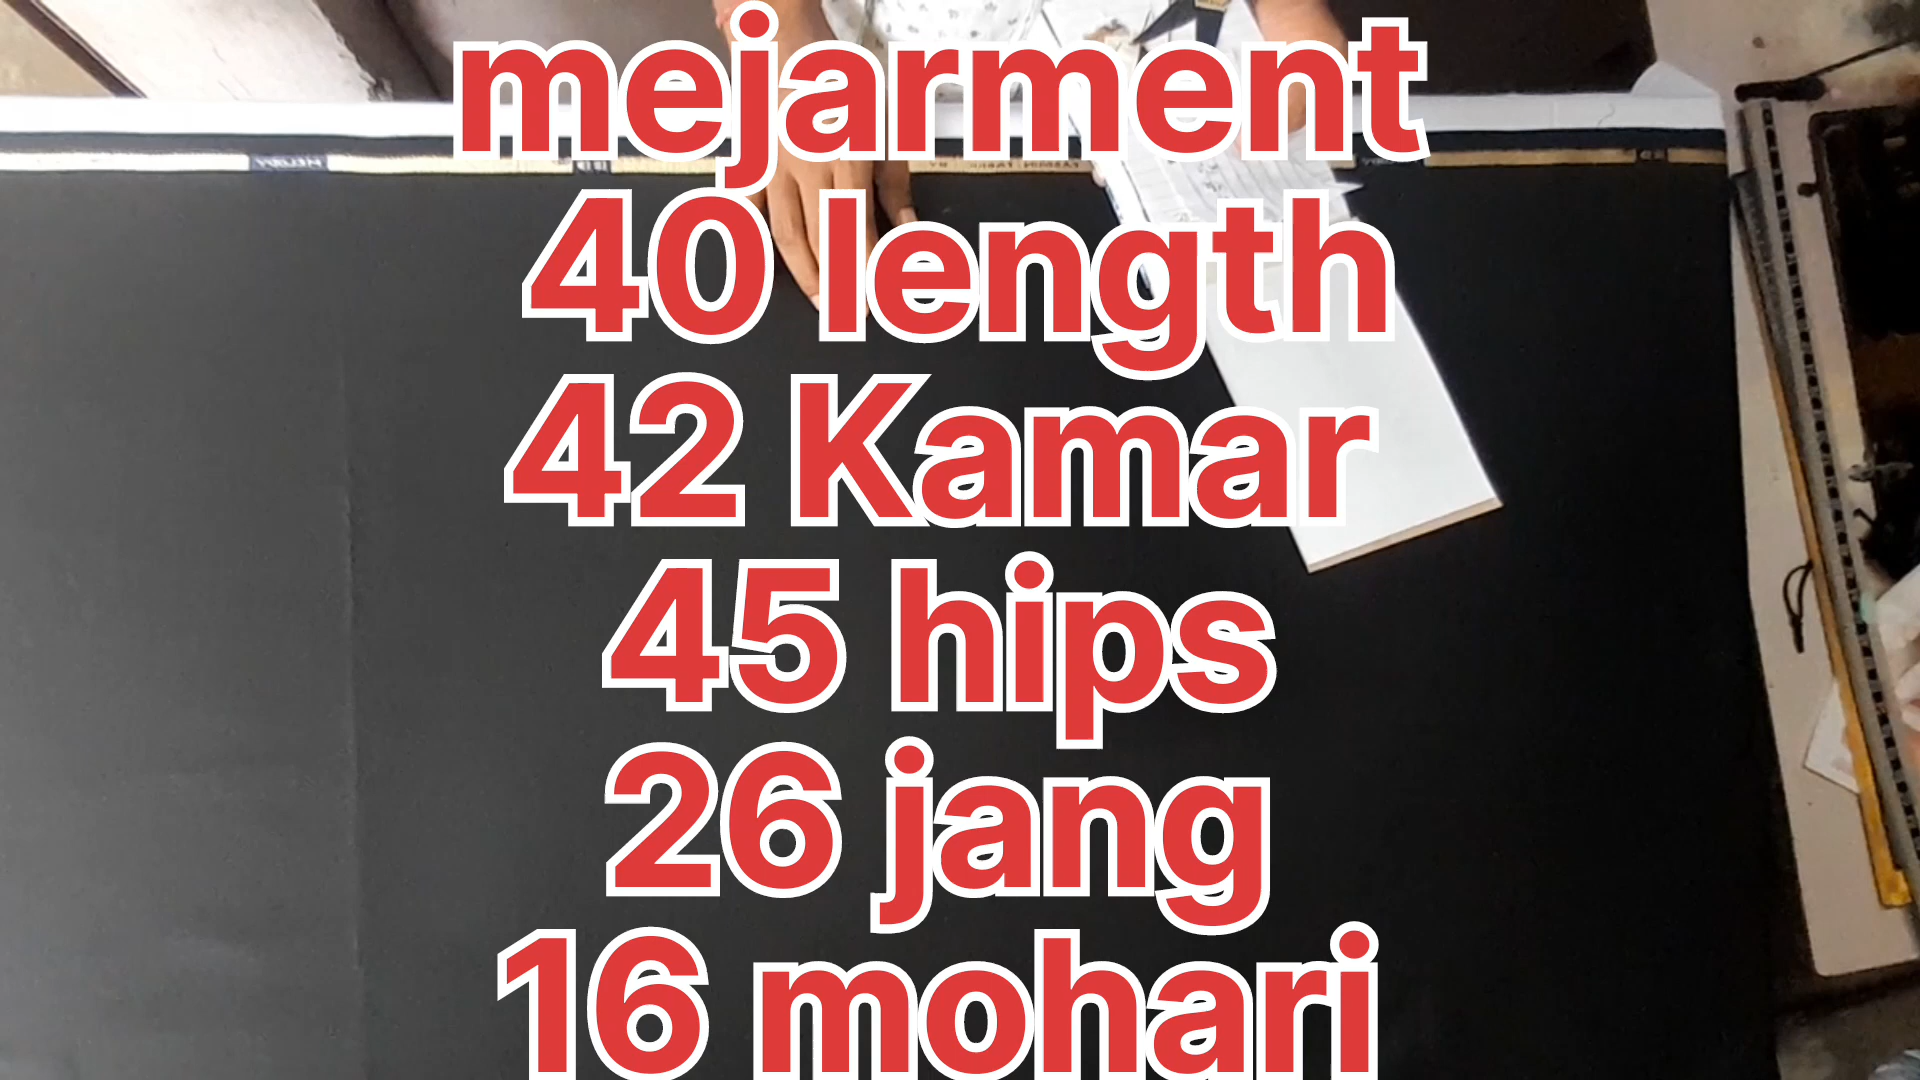 mejarment
40 length
42 Kamar
45 hips
26 jang
16 mohari